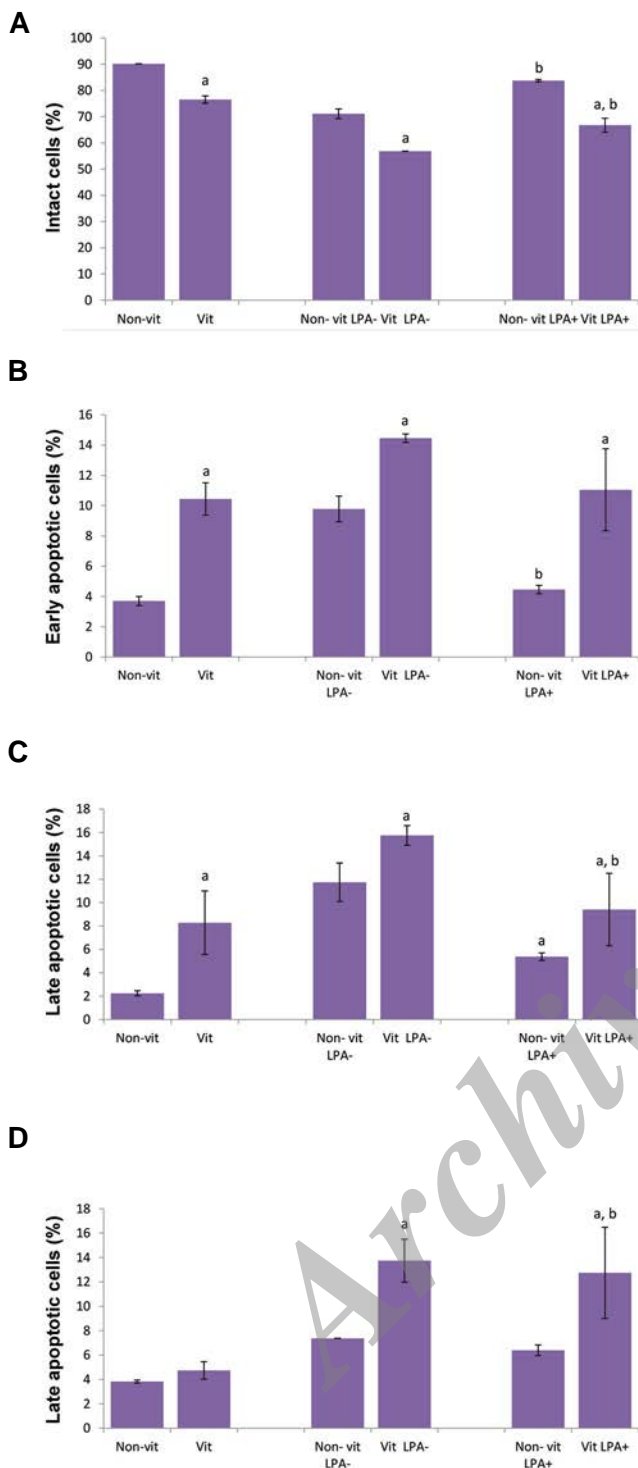 A
Intact cells (%)
100
90
80
70
60
50
40
30
20
10
0
a
a
b
a, b
Non-vit Vit Non- vit LPA- Vit LPA- Non- vit LPA+ Vit LPA+
B
Early apoptotic cells (%)
16
14
12
10
8
6
4
2
0
a
a
b
a
Non-vit Vit Non- vit Vit LPA- Non- vit Vit LPA+
LPA- LPA+
C
Late apoptotic cells (%)
18
16
14
12
10
8
6
4
2
0
a
a
a
a, b
Non-vit Vit Non- vit Vit LPA- Non- vit Vit LPA+
LPA- LPA+
D
Late apoptotic cells (%)
18
16
14
12
10
8
6
4
2
0
a
a, b
Non-vit Vit Non- vit Vit LPA- Non- vit Vit LPA+
LPA- LPA+
Archiv